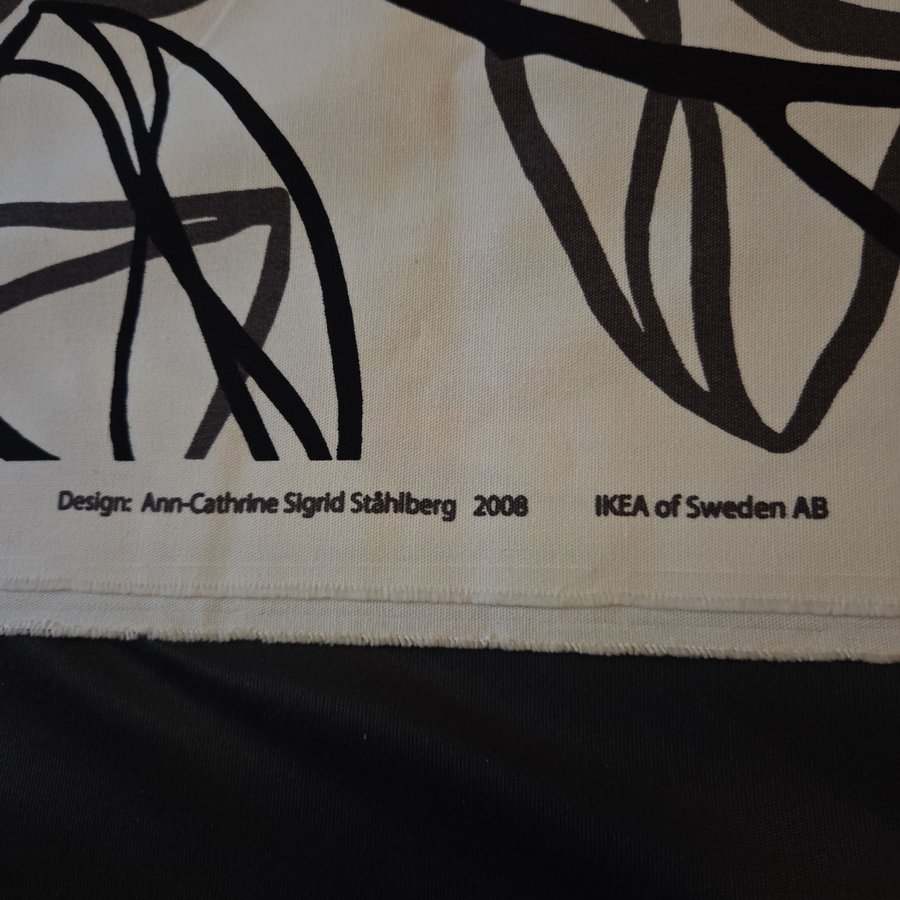 Design: Ann-Cathrine Sigrid Ståhlberg 2008 IKEA of Sweden AB